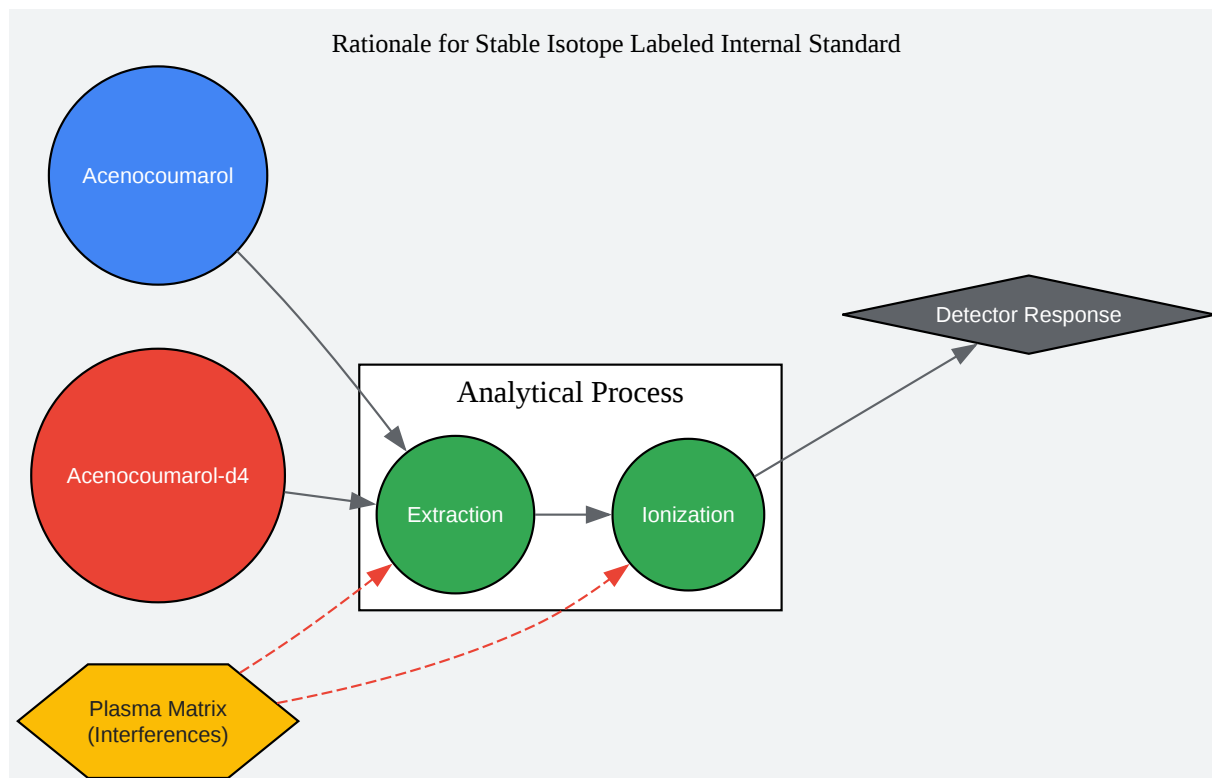 Rationale for Stable Isotope Labeled Internal Standard
Acenocoumarol
Detector Response
Analytical Process
Acenocoumarol-d4
Extraction
Ionization
Plasma Matrix
(Interferences)